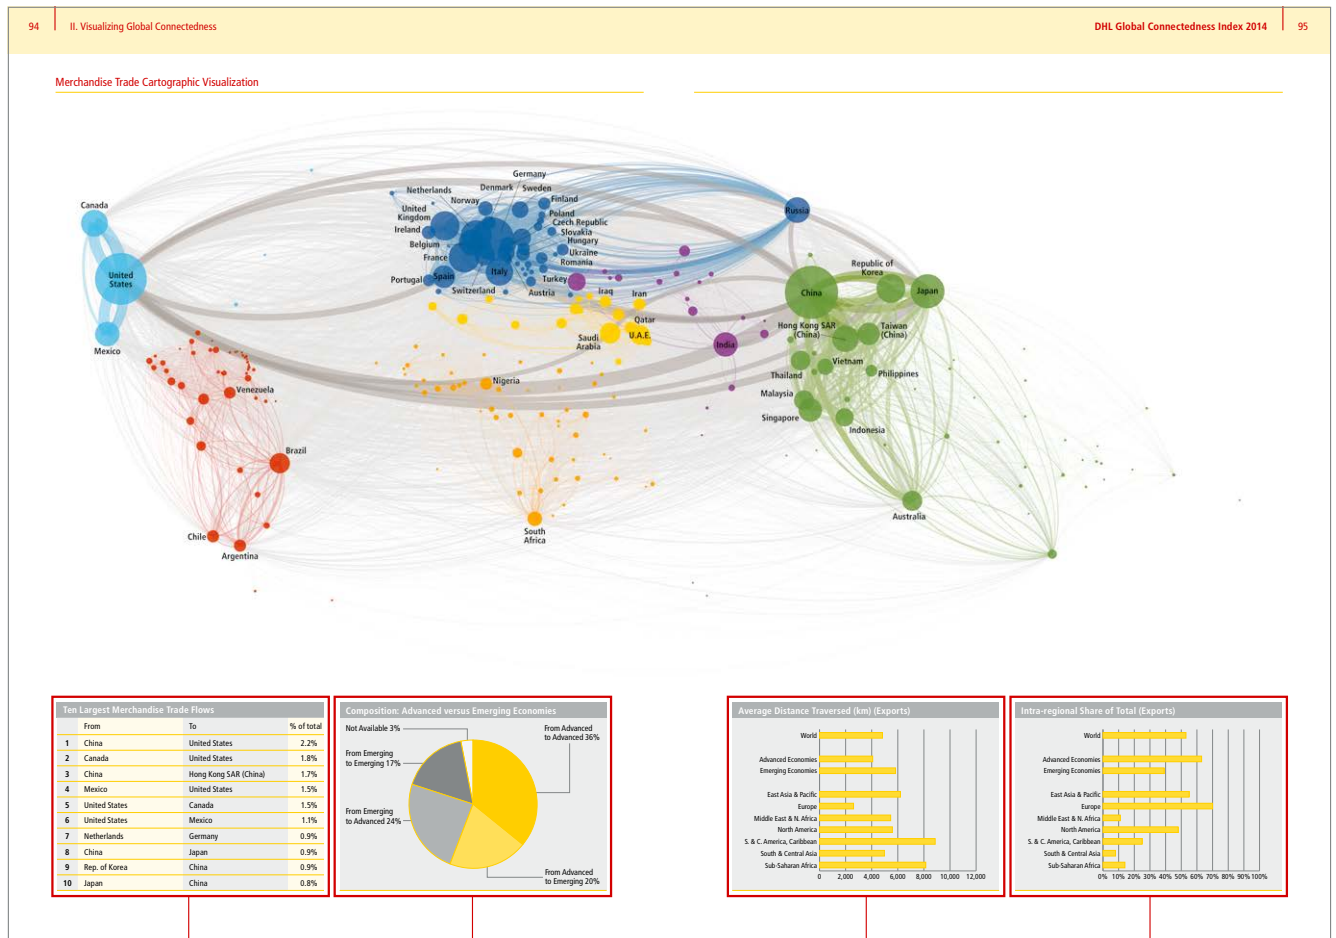 94
II. Visualizing Global Connectedness
DHL Global Connectedness Index 2014
95
Merchandise Trade Cartographic Visualization
Canada
United
States
Mexico
Venezuela
Brazil
Chile
Argentina
Germany
Netherlands
Denmark
Sweden
Norway
Finland
United
Kingdom
Poland
Czech Republic
Ireland
Slovakia
Hungary
Belgium
Ukraine
France
Romania
Portugal
Spain
Italy
Turkey
Switzerland
Austria
Iraq
Iran
Qatar
Saudi
Arabia
U.A.E.
Nigeria
South
Africa
Russia
India
China
Republic of
Korea
Japan
Hong Kong SAR
(China)
Taiwan
(China)
Vietnam
Thailand
Philippines
Malaysia
Singapore
Indonesia
Australia
Ten Largest Merchandise Trade Flows
From To % of total
1 China United States 2.2%
2 Canada United States 1.8%
3 China Hong Kong SAR (China) 1.7%
4 Mexico United States 1.5%
5 United States Canada 1.5%
6 United States Mexico 1.1%
7 Netherlands Germany 0.9%
8 China Japan 0.9%
9 Rep. of Korea China 0.9%
10 Japan China 0.8%
Composition: Advanced versus Emerging Economies
Not Available 3%
From Advanced
to Advanced 36%
From Emerging
to Emerging 17%
From Emerging
to Advanced 24%
From Advanced
to Emerging 20%
Average Distance Traversed (km) (Exports)
World
Advanced Economies
Emerging Economies
East Asia & Pacific
Europe
Middle East & N. Africa
North America
S. & C. America, Caribbean
South & Central Asia
Sub-Saharan Africa
0 2,000 4,000 6,000 8,000 10,000 12,000
Intra-regional Share of Total (Exports)
World
Advanced Economies
Emerging Economies
East Asia & Pacific
Europe
Middle East & N. Africa
North America
S. & C. America, Caribbean
South & Central Asia
Sub-Saharan Africa
0% 10% 20% 30% 40% 50% 60% 70% 80% 90% 100%